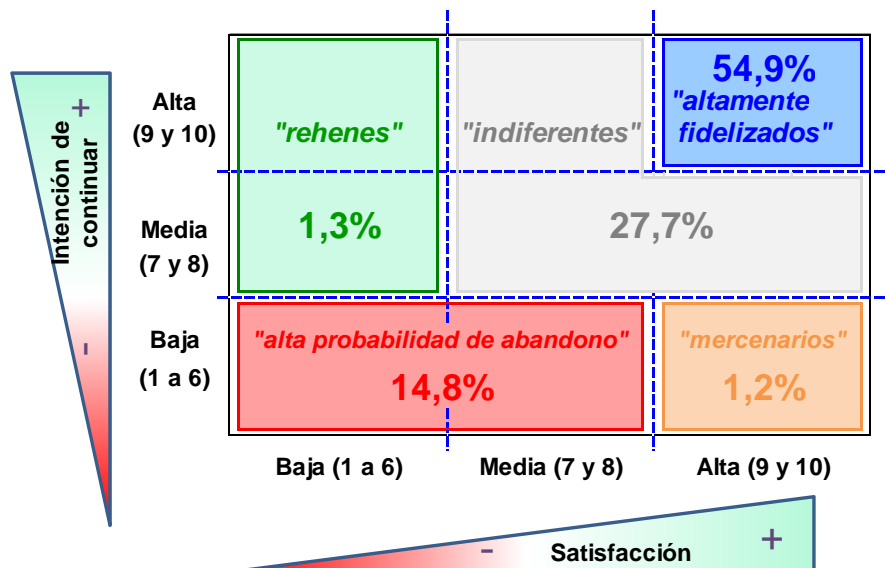 54,9%
"altamente
fidelizados"
"rehenes"
"indiferentes"
1,3%
27,7%
"alta probabilidad de abandono"
14,8%
"mercenarios"
1,2%
Intención de
continuar
+
-
Alta
(9 y 10)
Media
(7 y 8)
Baja
(1 a 6)
Baja (1 a 6)
Media (7 y 8)
Alta (9 y 10)
-
+
Satisfacción